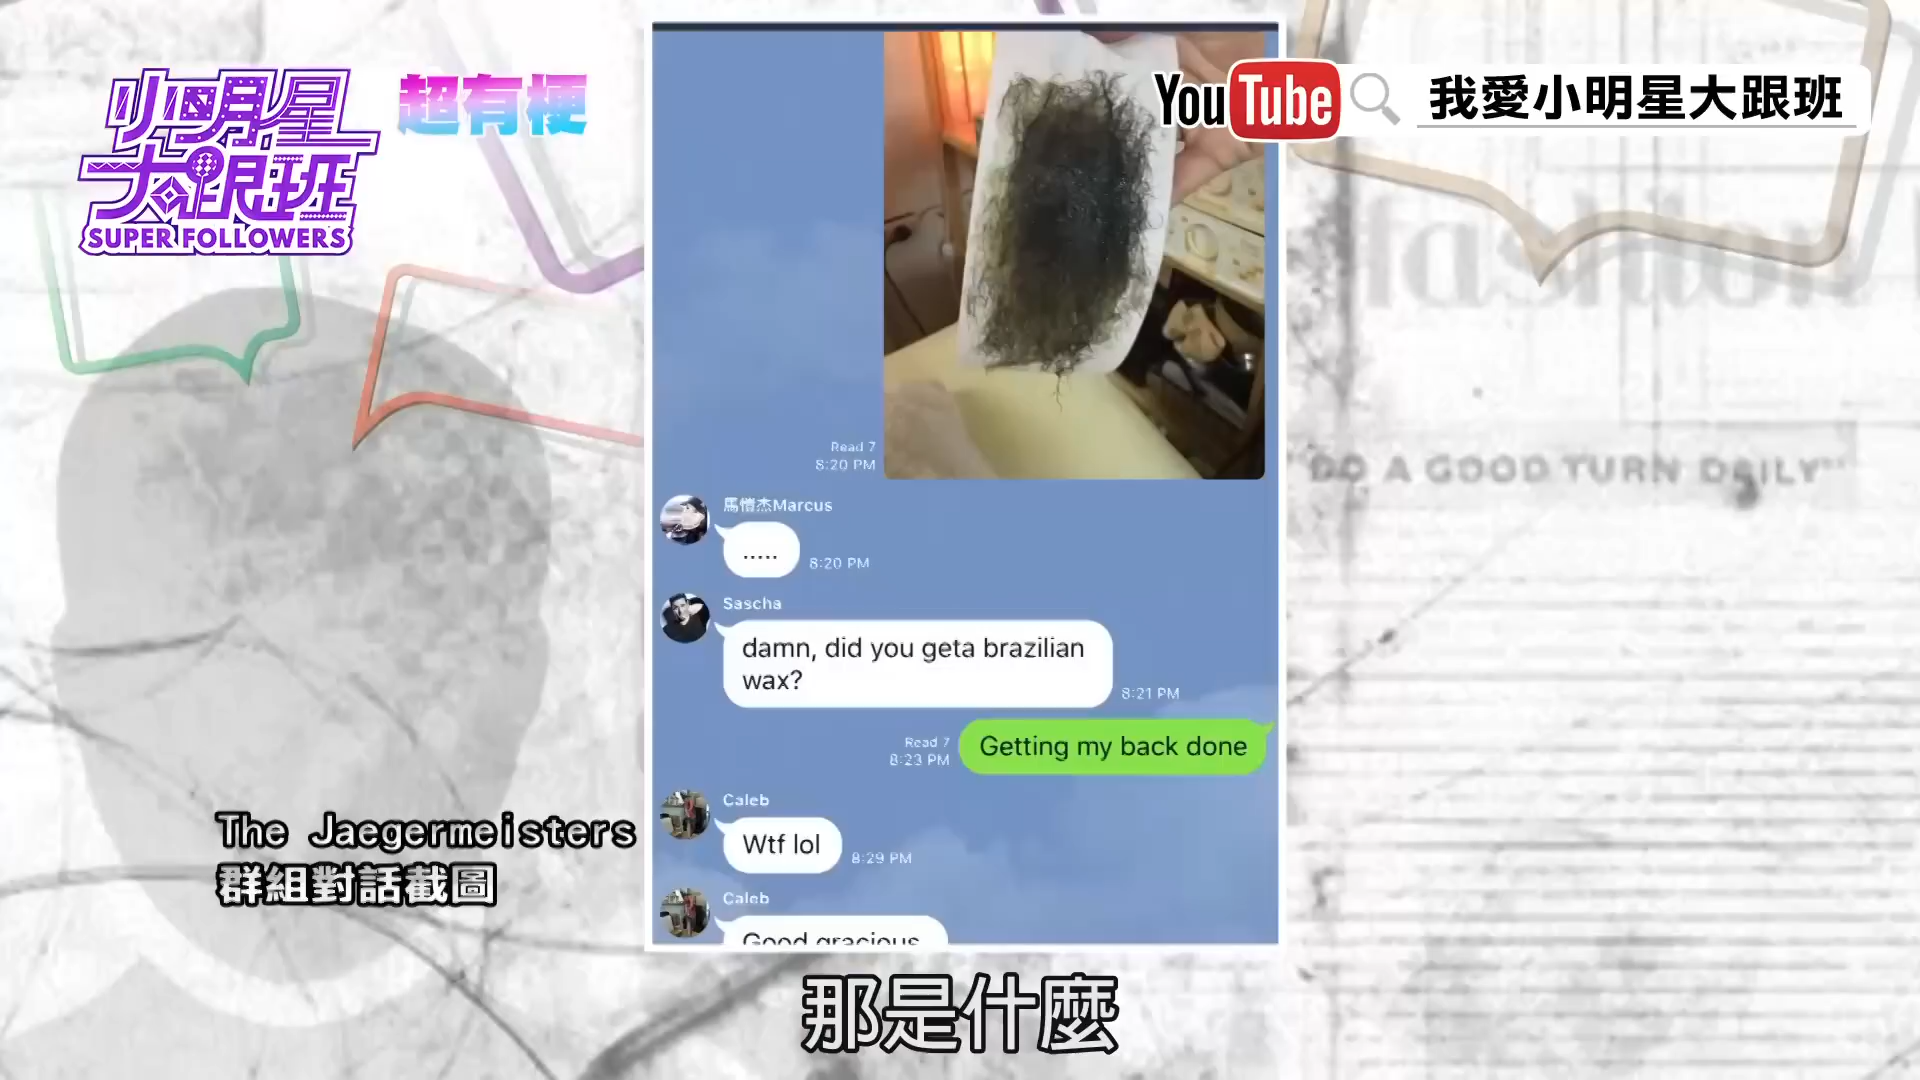 小明星
大跟班
SUPER FOLLOWERS
超有梗
YouTube
我愛小明星大跟班
fashion
"DO A GOOD TURN DAILY"
Read 7
8:20 PM
馬愷杰Marcus
.....
8:20 PM
Sascha
damn, did you geta brazilian
wax?
8:21 PM
Read 7
8:23 PM
Getting my back done
Caleb
Wtf lol
8:29 PM
Caleb
Good gracious
The Jaegermeisters
群組對話截圖
那是什麼